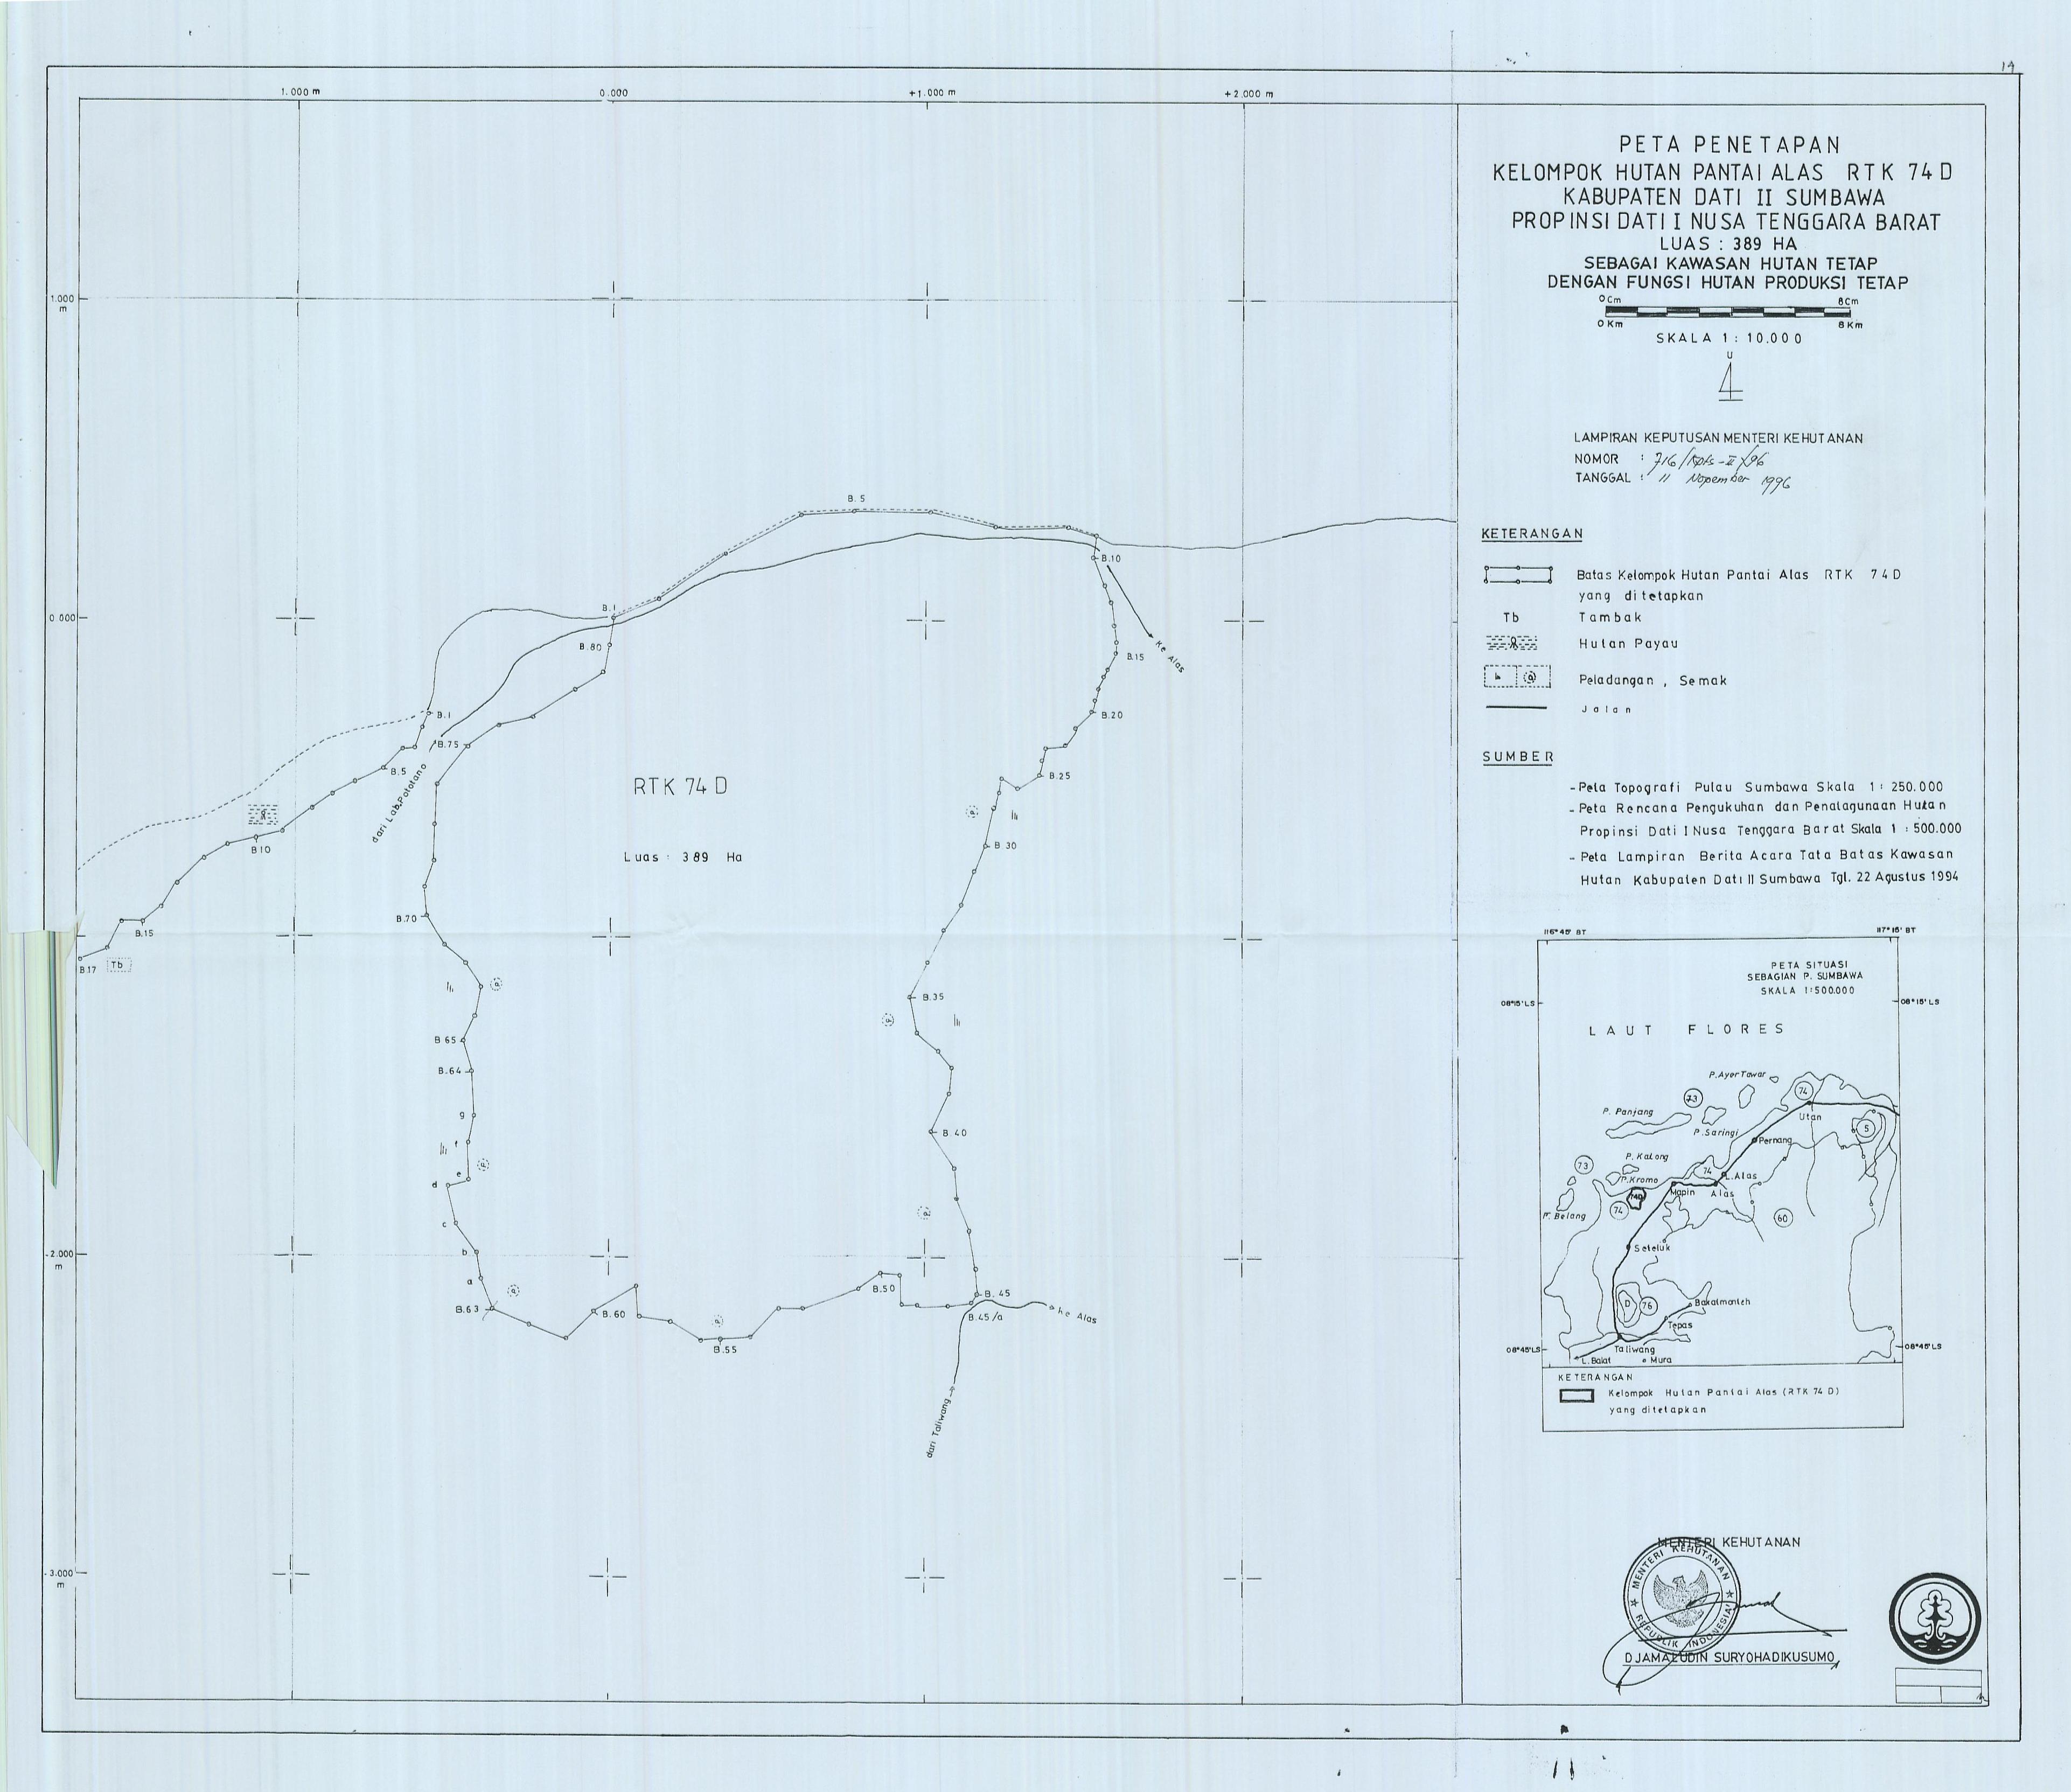 14
1.000 m
0.000
+1.000 m
+2.000 m
1.000
m
0 000
-2.000
m
-3.000
m
B. 5
B.1
B.10
ke Alas
B.80
B.15
B.1
B.20
B.75
B.5
B.25
dari Lab.Pototano
RTK 74 D
B10
B.30
Luas : 389 Ha
B.70
B.15
B.17
Tb
B.35
B 65
B.64
g
f
B.40
e
d
c
b
a
B.63
B.60
B.50
B. 45
B.45/a
ke Alas
B.55
dari Taliwang
PETA PENETAPAN
KELOMPOK HUTAN PANTAI ALAS RTK 74 D
KABUPATEN DATI II SUMBAWA
PROPINSI DATI I NUSA TENGGARA BARAT
LUAS : 389 HA
SEBAGAI KAWASAN HUTAN TETAP
DENGAN FUNGSI HUTAN PRODUKSI TETAP
0 Cm 8 Cm
0 Km 8 Km
SKALA 1 : 10.000
U
LAMPIRAN KEPUTUSAN MENTERI KEHUTANAN
NOMOR : 716/Kpts-II/96
TANGGAL : 11 Nopember 1996
KETERANGAN
Batas Kelompok Hutan Pantai Alas RTK 74 D
yang ditetapkan
Tb Tambak
Hutan Payau
Peladangan , Semak
Jalan
SUMBER
- Peta Topografi Pulau Sumbawa Skala 1 : 250.000
- Peta Rencana Pengukuhan dan Penatagunaan Hutan
Propinsi Dati I Nusa Tenggara Barat Skala 1 : 500.000
- Peta Lampiran Berita Acara Tata Batas Kawasan
Hutan Kabupaten Dati II Sumbawa Tgl. 22 Agustus 1994
116°45' BT
117°15' BT
PETA SITUASI
SEBAGIAN P. SUMBAWA
SKALA 1:500.000
08°15' LS
08°15' LS
LAUT FLORES
P.Ayer Tawar
73
74
P. Panjang
Utan
P.Saringi
5
Pernang
P. Kalong
73
74
L.Alas
P.Kramo
Mapin
Alas
74D
74
P. Belang
60
Seteluk
D
76
Bakalmonteh
Tepas
08°45' LS
Taliwang
08°45' LS
L. Balat
Mura
KETERANGAN
Kelompok Hutan Pantai Alas (RTK 74 D)
yang ditetapkan
MENTERI KEHUTANAN
MENTERI KEHUTANAN
REPUBLIK INDONESIA
DJAMALUDIN SURYOHADIKUSUMO